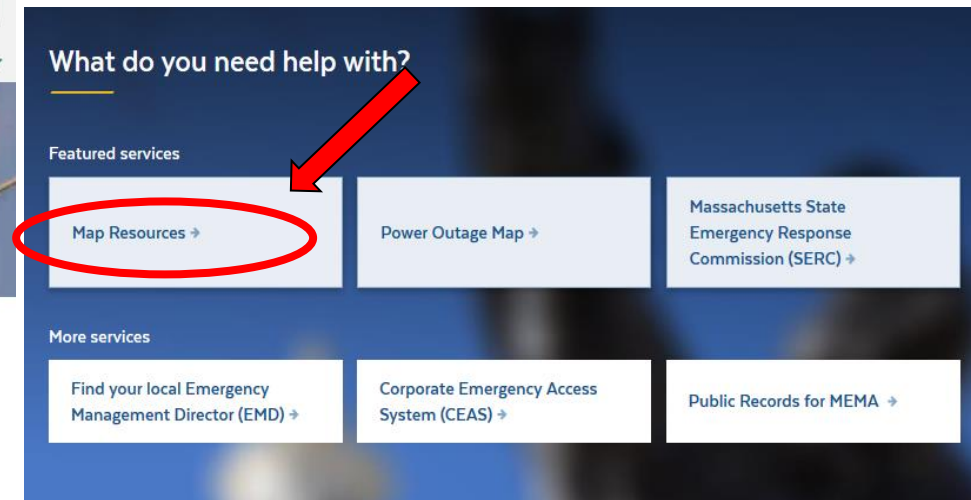 What do you need help with?
Featured services
Map Resources →
Power Outage Map →
Massachusetts State
Emergency Response
Commission (SERC) →
More services
Find your local Emergency
Management Director (EMD) →
Corporate Emergency Access
System (CEAS) →
Public Records for MEMA →